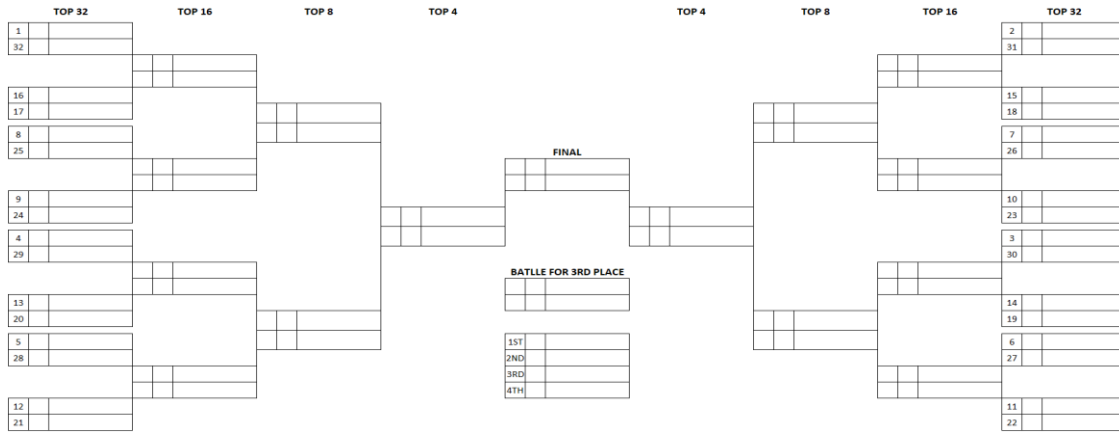 TOP 32 TOP 16 TOP 8 TOP 4 TOP 4 TOP 8 TOP 16 TOP 32
1 2
32 31
16 15
17 18
8 7
25 26
FINAL
9 10
24 23
4 3
29 30
BATLLE FOR 3RD PLACE
13 14
20 19
5 1ST 6
28 2ND 27
3RD
4TH
12 11
21 22